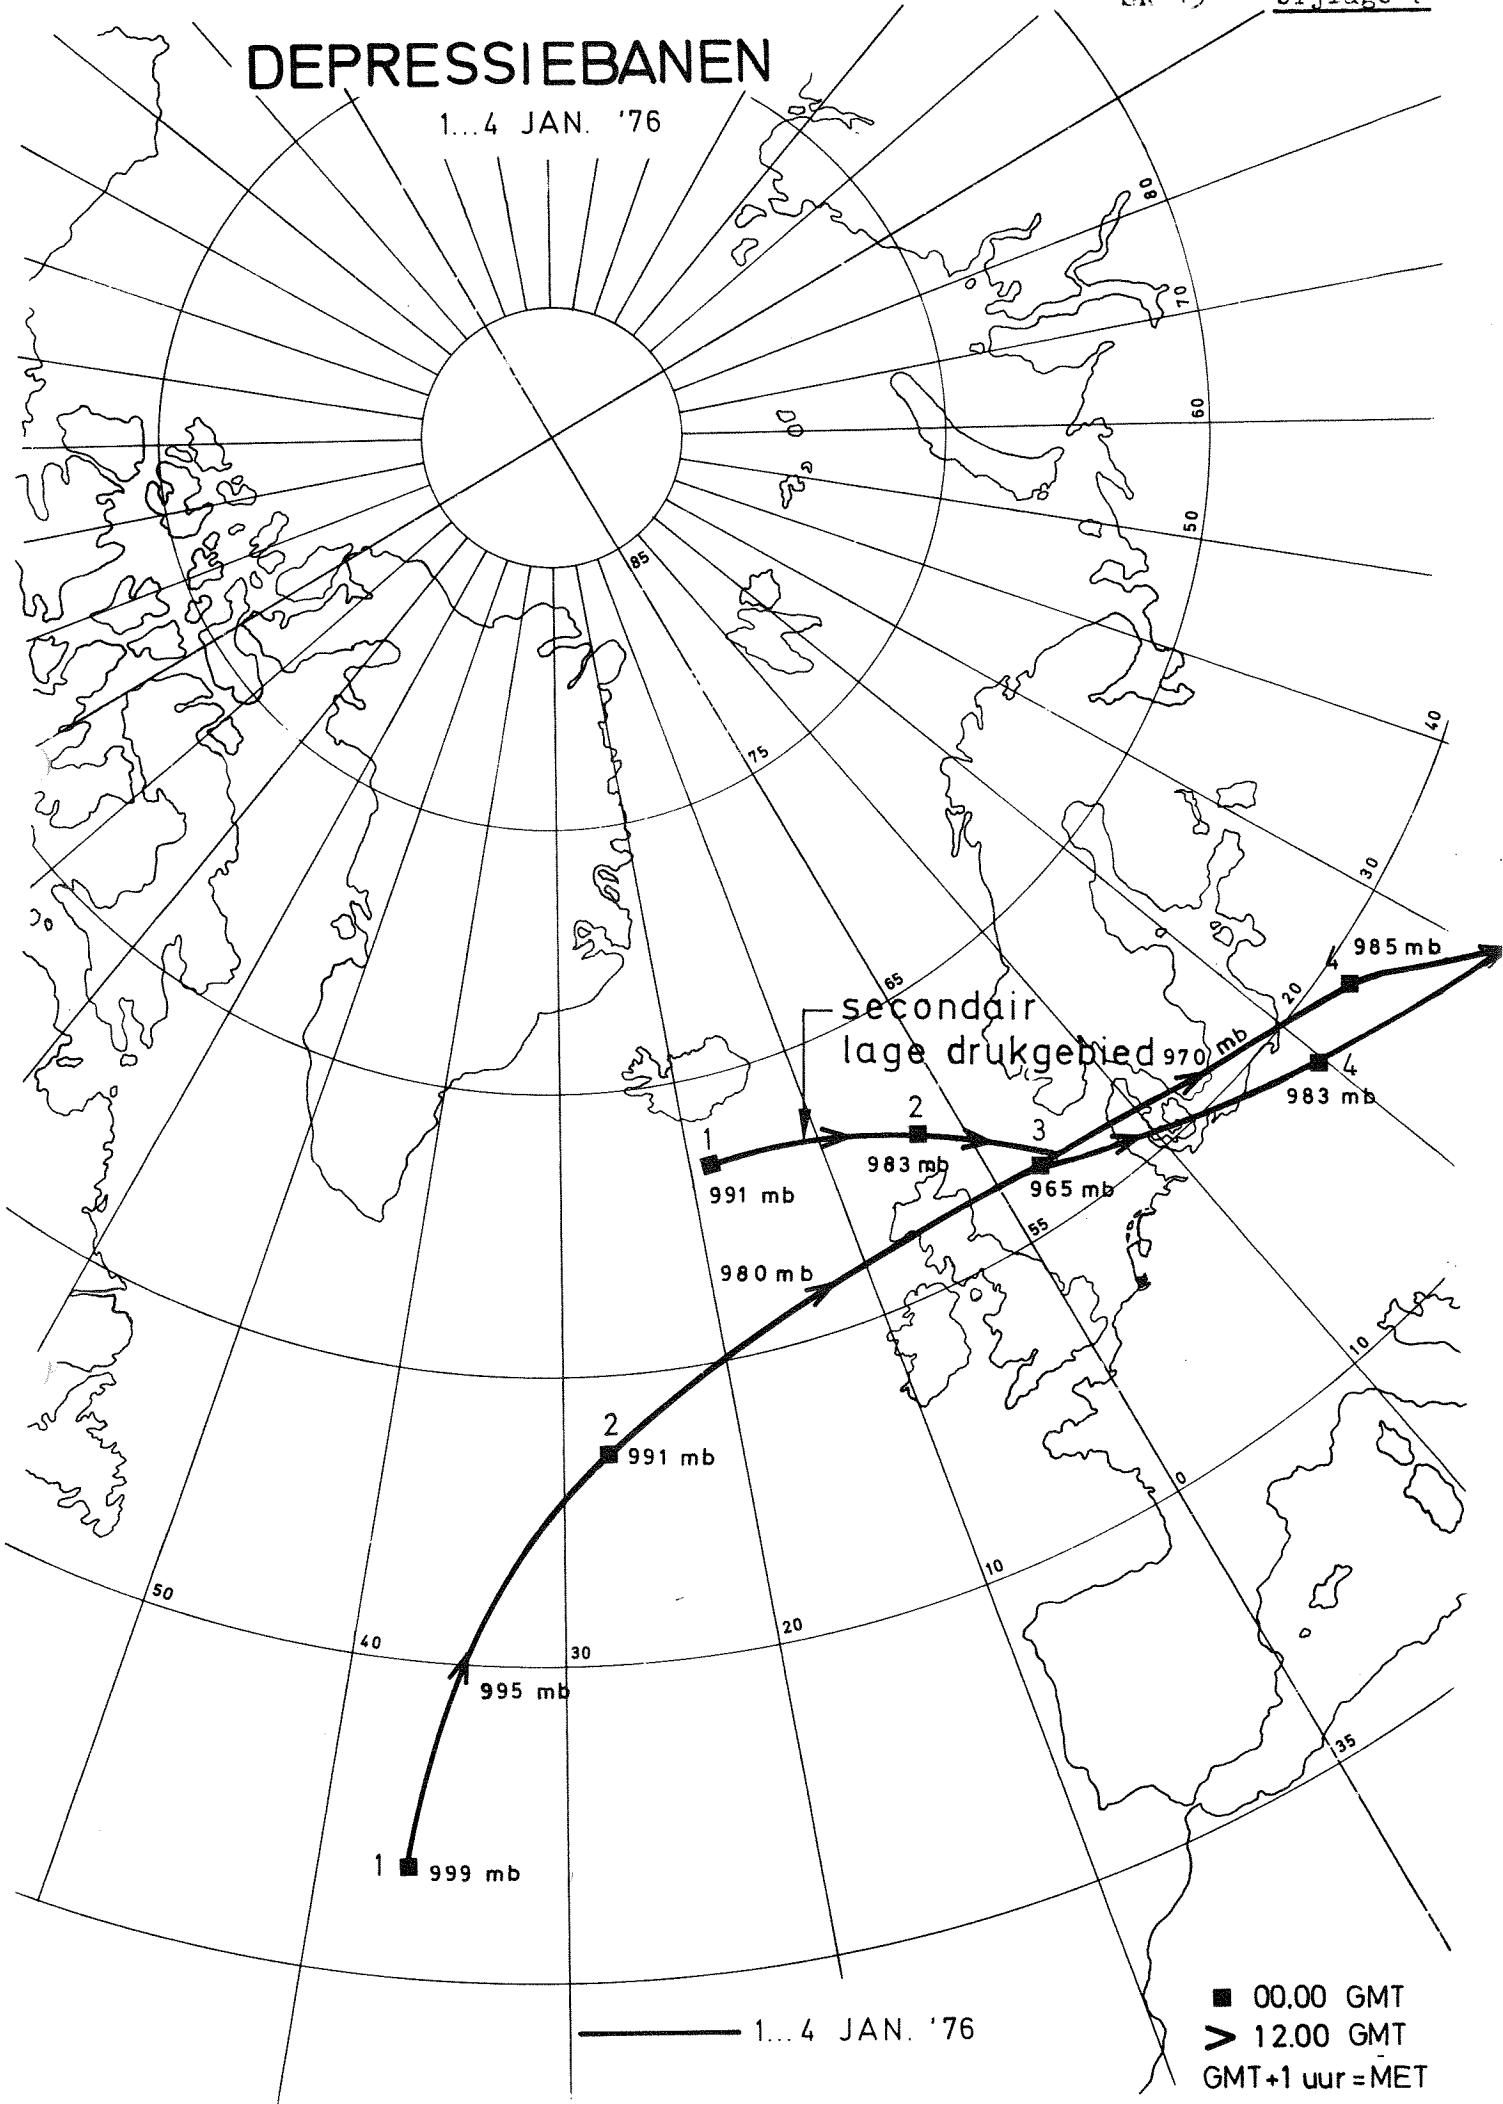 DEPRESSIEBANEN
1...4 JAN. '76
80
70
60
50
85
40
75
30
985 mb
4
65
20
secondair
lage drukgebied
970 mb
4
983 mb
2
3
1
983 mb
965 mb
991 mb
55
980 mb
10
2
991 mb
0
10
50
20
40
30
995 mb
35
1
999 mb
00.00 GMT
1...4 JAN. '76
> 12.00 GMT
GMT+1 uur = MET